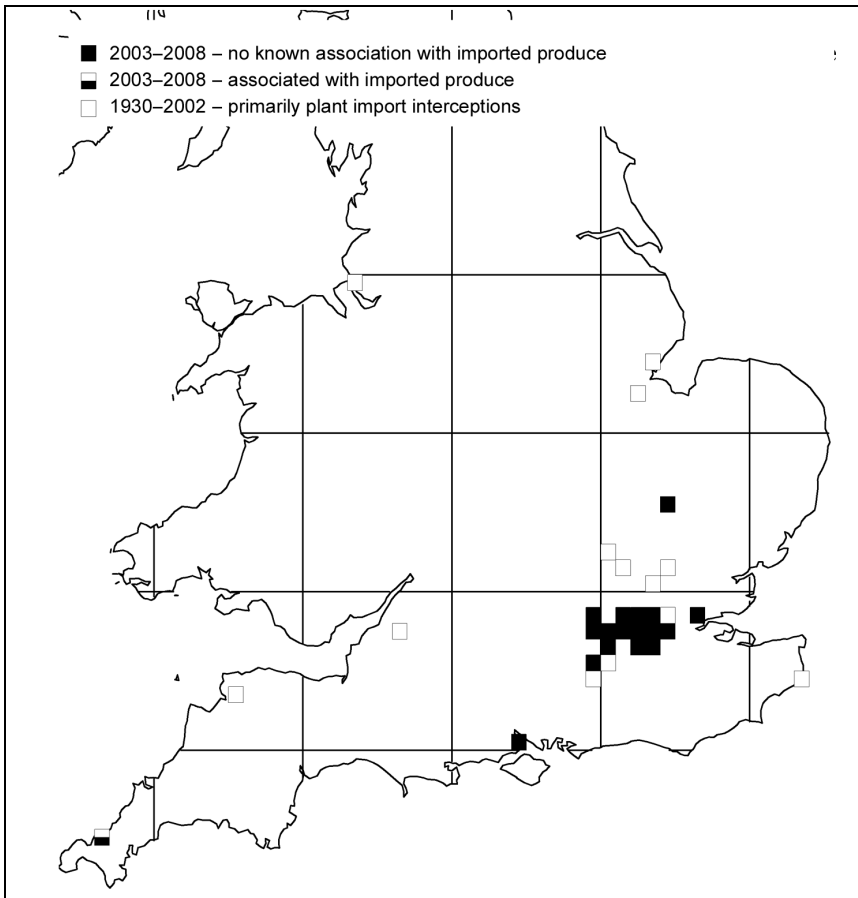 2003–2008 – no known association with imported produce
2003–2008 – associated with imported produce
1930–2002 – primarily plant import interceptions